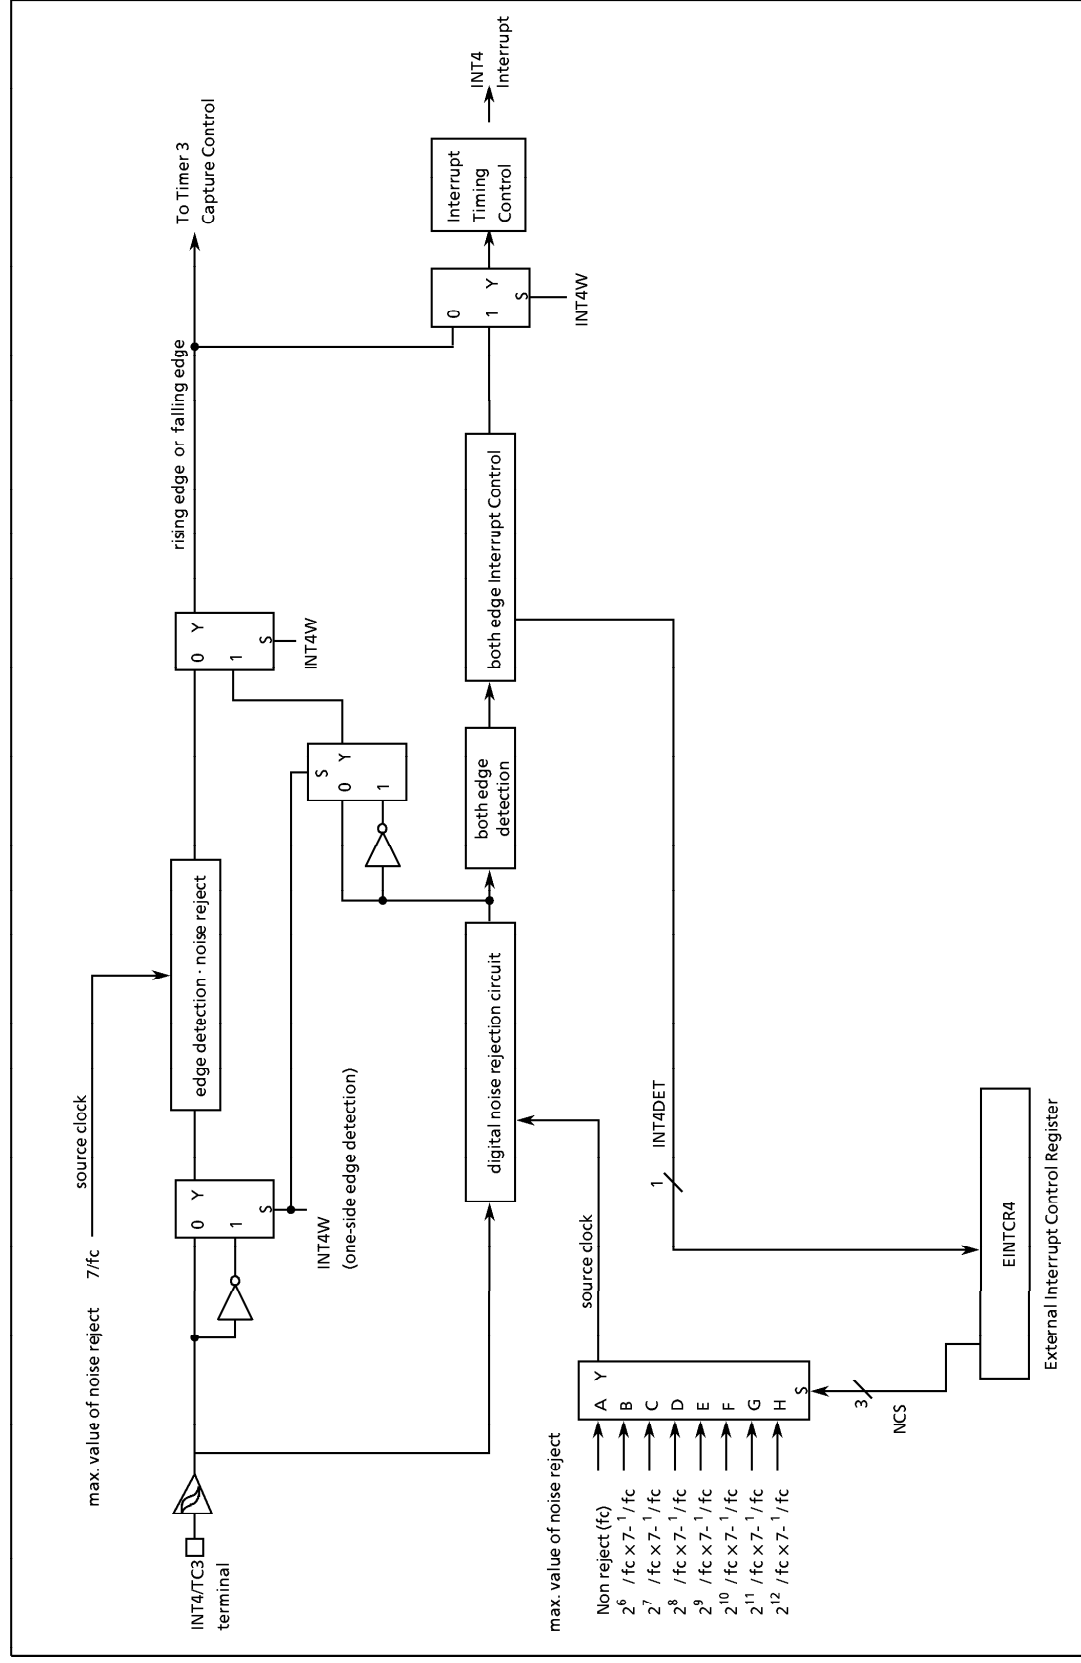 INT4/TC3
terminal
max. value of noise reject 7/fc
source clock
0 Y
1
S
INT4W
(one-side edge detection)
edge detection · noise reject
S
0 Y
1
0 Y
1
S
INT4W
rising edge or falling edge
To Timer 3
Capture Control
digital noise rejection circuit
both edge
detection
both edge Interrupt Control
0
1 Y
S
INT4W
Interrupt
Timing
Control
INT4
Interrupt
max. value of noise reject
Non reject (fc)
2⁶ / fc × 7- ¹/ fc
2⁷ / fc × 7- ¹/ fc
2⁸ / fc × 7- ¹/ fc
2⁹ / fc × 7- ¹/ fc
2¹⁰ / fc × 7- ¹/ fc
2¹¹ / fc × 7- ¹/ fc
2¹² / fc × 7- ¹/ fc
A Y
B
C
D
E
F
G
H
S
source clock
3
NCS
1
INT4DET
EINTCR4
External Interrupt Control Register